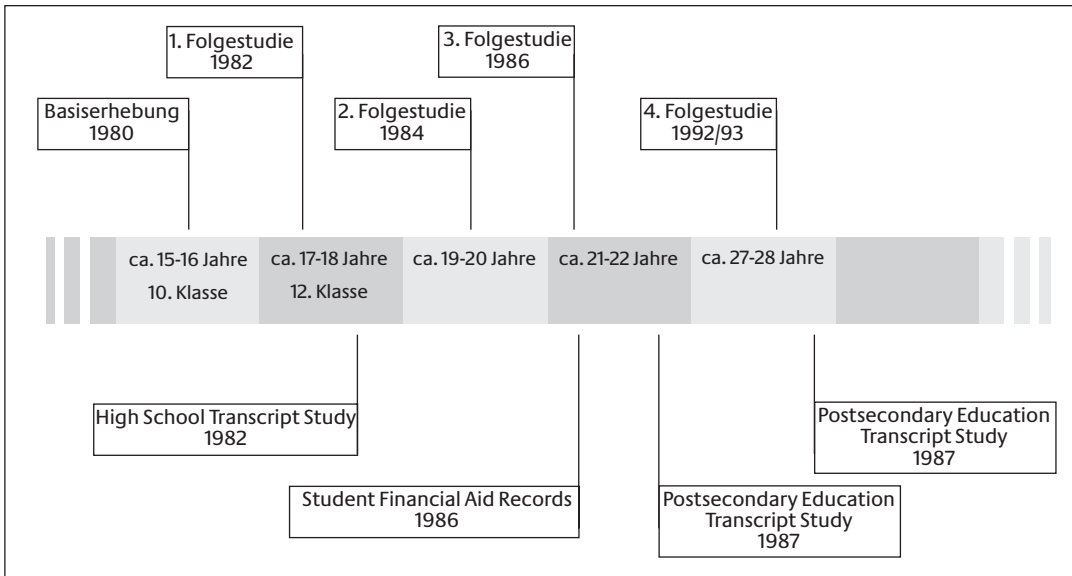 1. Folgestudie
1982
3. Folgestudie
1986
Basiserhebung
1980
2. Folgestudie
1984
4. Folgestudie
1992/93
ca. 15-16 Jahre
10. Klasse
ca. 17-18 Jahre
12. Klasse
ca. 19-20 Jahre
ca. 21-22 Jahre
ca. 27-28 Jahre
High School Transcript Study
1982
Postsecondary Education
Transcript Study
1987
Student Financial Aid Records
1986
Postsecondary Education
Transcript Study
1987